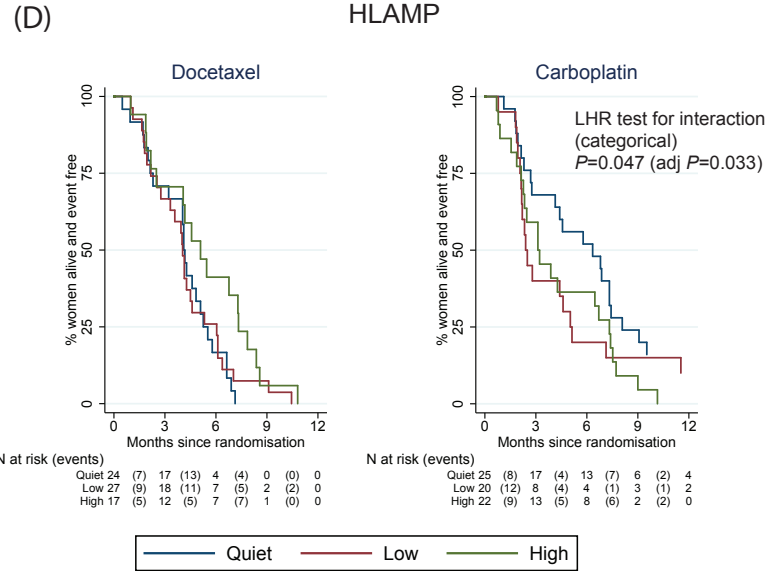 (D)
HLAMP
Docetaxel
% women alive and event free
100
75
50
25
0
0 3 6 9 12
Months since randomisation
N at risk (events)
Quiet 24 (7) 17 (13) 4 (4) 0 (0) 0
Low 27 (9) 18 (11) 7 (5) 2 (2) 0
High 17 (5) 12 (5) 7 (7) 1 (0) 0
Carboplatin
LHR test for interaction
(categorical)
P=0.047 (adj P=0.033)
% women alive and event free
100
75
50
25
0
0 3 6 9 12
Months since randomisation
N at risk (events)
Quiet 25 (8) 17 (4) 13 (7) 6 (2) 4
Low 20 (12) 8 (4) 4 (1) 3 (1) 2
High 22 (9) 13 (5) 8 (6) 2 (2) 0
Quiet Low High